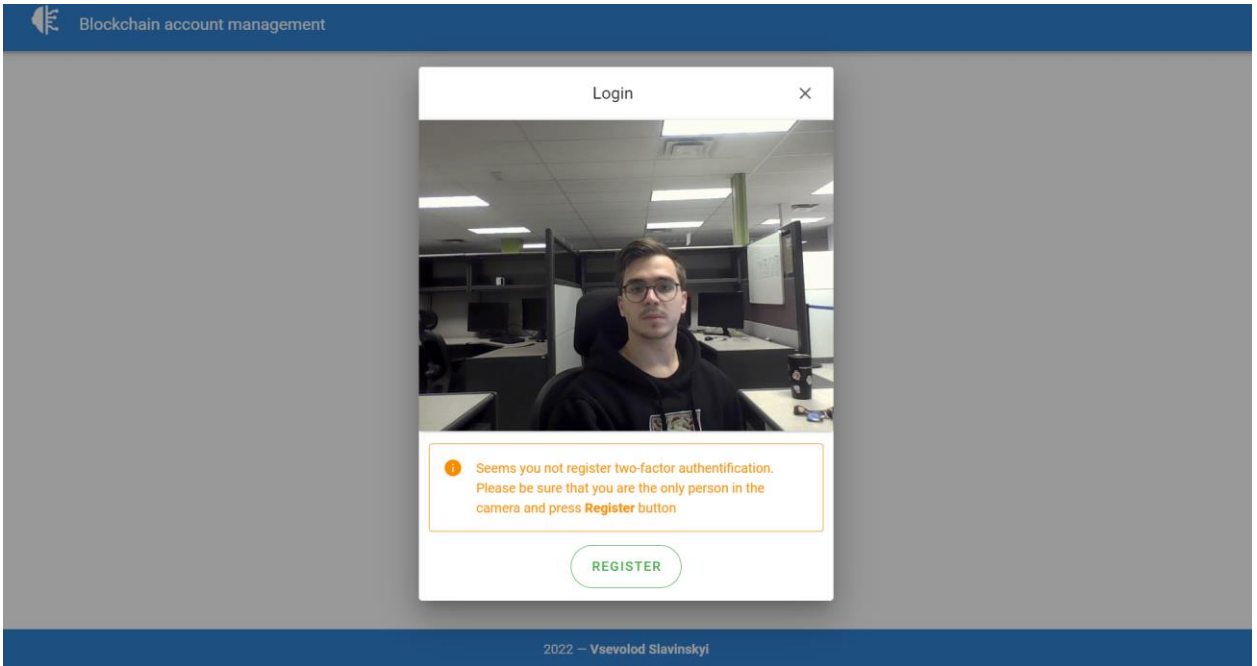 Blockchain account management
Login
Seems you not register two-factor authentification.
Please be sure that you are the only person in the
camera and press Register button
REGISTER
2022 — Vsevolod Slavinskyi